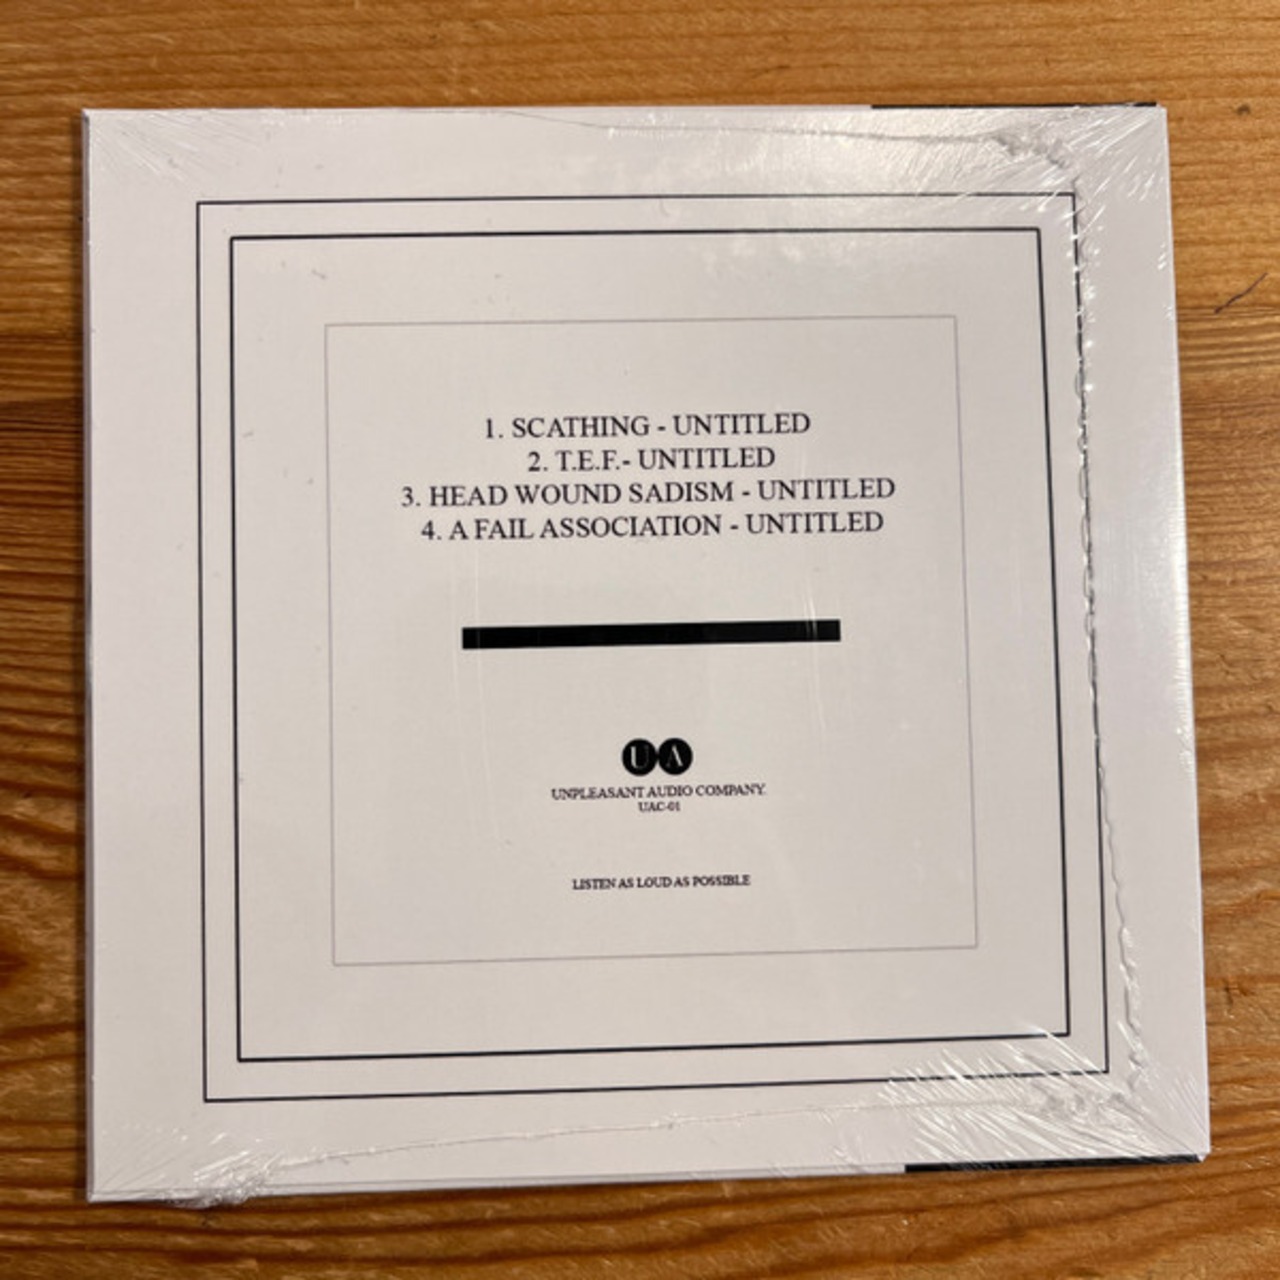 1. SCATHING - UNTITLED
2. T.E.F.- UNTITLED
3. HEAD WOUND SADISM - UNTITLED
4. A FAIL ASSOCIATION - UNTITLED
U A
UNPLEASANT AUDIO COMPANY.
UAC-01
LISTEN AS LOUD AS POSSIBLE